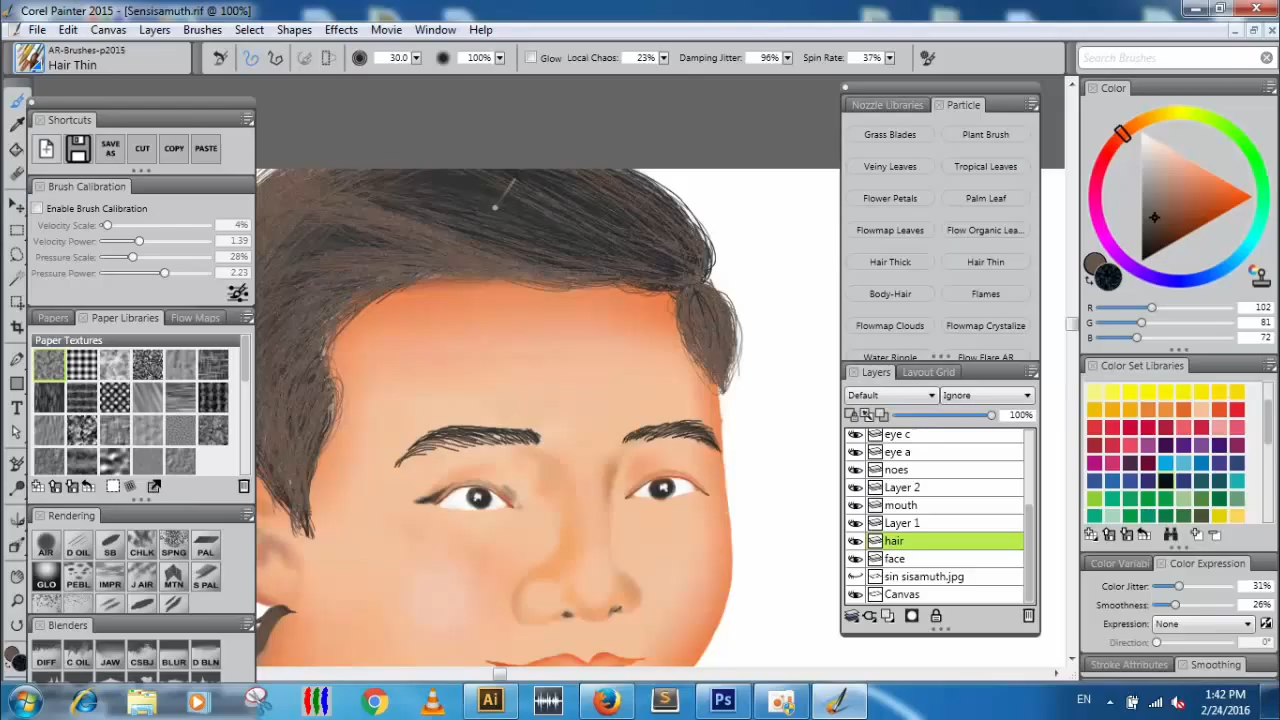 Corel Painter 2015 - [Sensisamuth.rif @ 100%]
File Edit Canvas Layers Brushes Select Shapes Effects Movie Window Help
AR-Brushes-p2015
Hair Thin
30.0 100% Glow Local Chaos: 23% Damping Jitter: 96% Spin Rate: 37%
Search Brushes
Shortcuts
SAVE AS CUT COPY PASTE
Brush Calibration
Enable Brush Calibration
Velocity Scale: 4%
Velocity Power: 1.39
Pressure Scale: 28%
Pressure Power: 2.23
Papers Paper Libraries Flow Maps
Paper Textures
Rendering
AIR D OIL SB CHLK SPNG PAL
GLO PEBL IMPR J AIR MTN S PAL
Blenders
DIFF C OIL JAW CSBJ BLUR D BLN
Nozzle Libraries Particle
Grass Blades Plant Brush
Veiny Leaves Tropical Leaves
Flower Petals Palm Leaf
Flowmap Leaves Flow Organic Lea...
Hair Thick Hair Thin
Body-Hair Flames
Flowmap Clouds Flowmap Crystalize
Water Ripple Flow Flare AR
Layers Layout Grid
Default Ignore
100%
eye c
eye a
noes
Layer 2
mouth
Layer 1
hair
face
sin sisamuth.jpg
Canvas
Color
R 102
G 81
B 72
Color Set Libraries
Color Variabi Color Expression
Color Jitter: 31%
Smoothness: 26%
Expression: None
Direction: 0°
Stroke Attributes Smoothing
Ai S Ps
EN
1:42 PM
2/24/2016